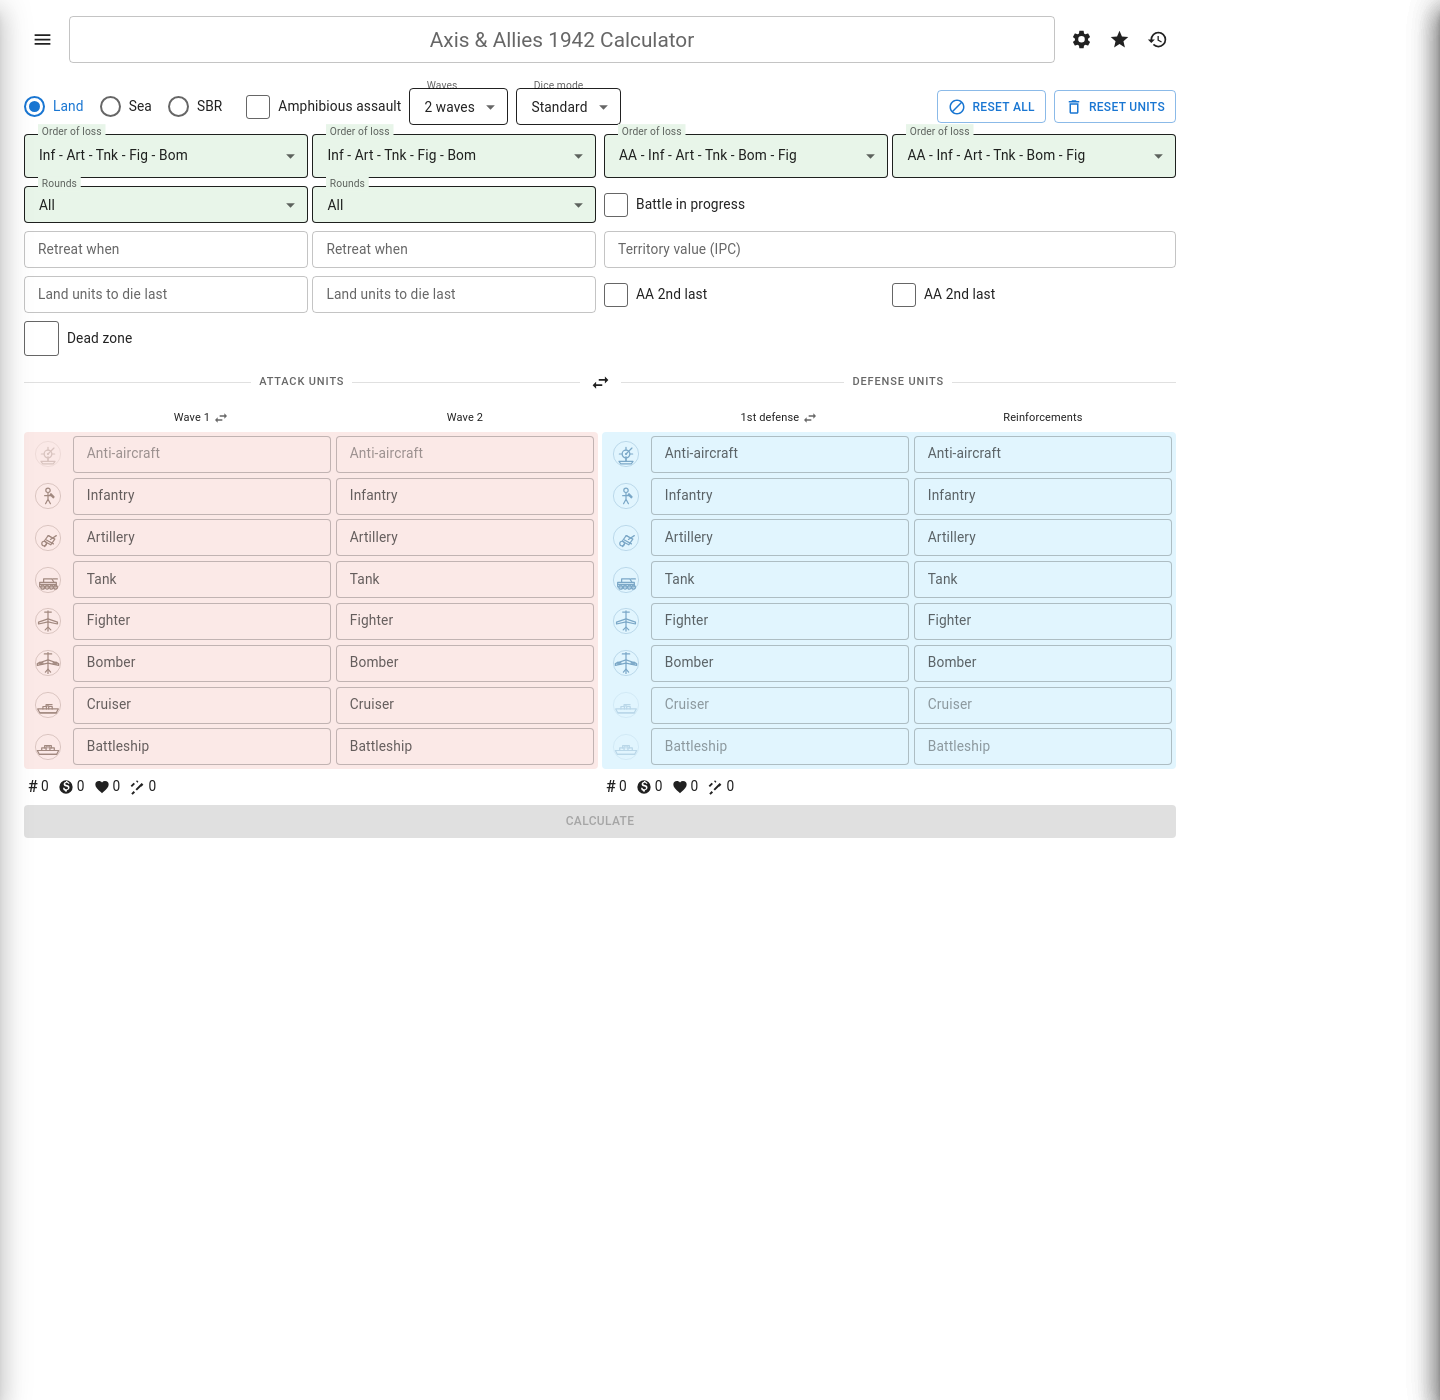 Axis & Allies 1942 Calculator
Waves Dice mode
Land Sea SBR Amphibious assault 2 waves Standard RESET ALL RESET UNITS
Order of loss Order of loss Order of loss Order of loss
Inf - Art - Tnk - Fig - Bom Inf - Art - Tnk - Fig - Bom AA - Inf - Art - Tnk - Bom - Fig AA - Inf - Art - Tnk - Bom - Fig
Rounds Rounds
All All Battle in progress
Retreat when Retreat when Territory value (IPC)
Land units to die last Land units to die last AA 2nd last AA 2nd last
Dead zone
ATTACK UNITS DEFENSE UNITS
Wave 1 Wave 2 1st defense Reinforcements
Anti-aircraft Anti-aircraft Anti-aircraft Anti-aircraft
Infantry Infantry Infantry Infantry
Artillery Artillery Artillery Artillery
Tank Tank Tank Tank
Fighter Fighter Fighter Fighter
Bomber Bomber Bomber Bomber
Cruiser Cruiser Cruiser Cruiser
Battleship Battleship Battleship Battleship
# 0 0 0 0 # 0 0 0 0
CALCULATE